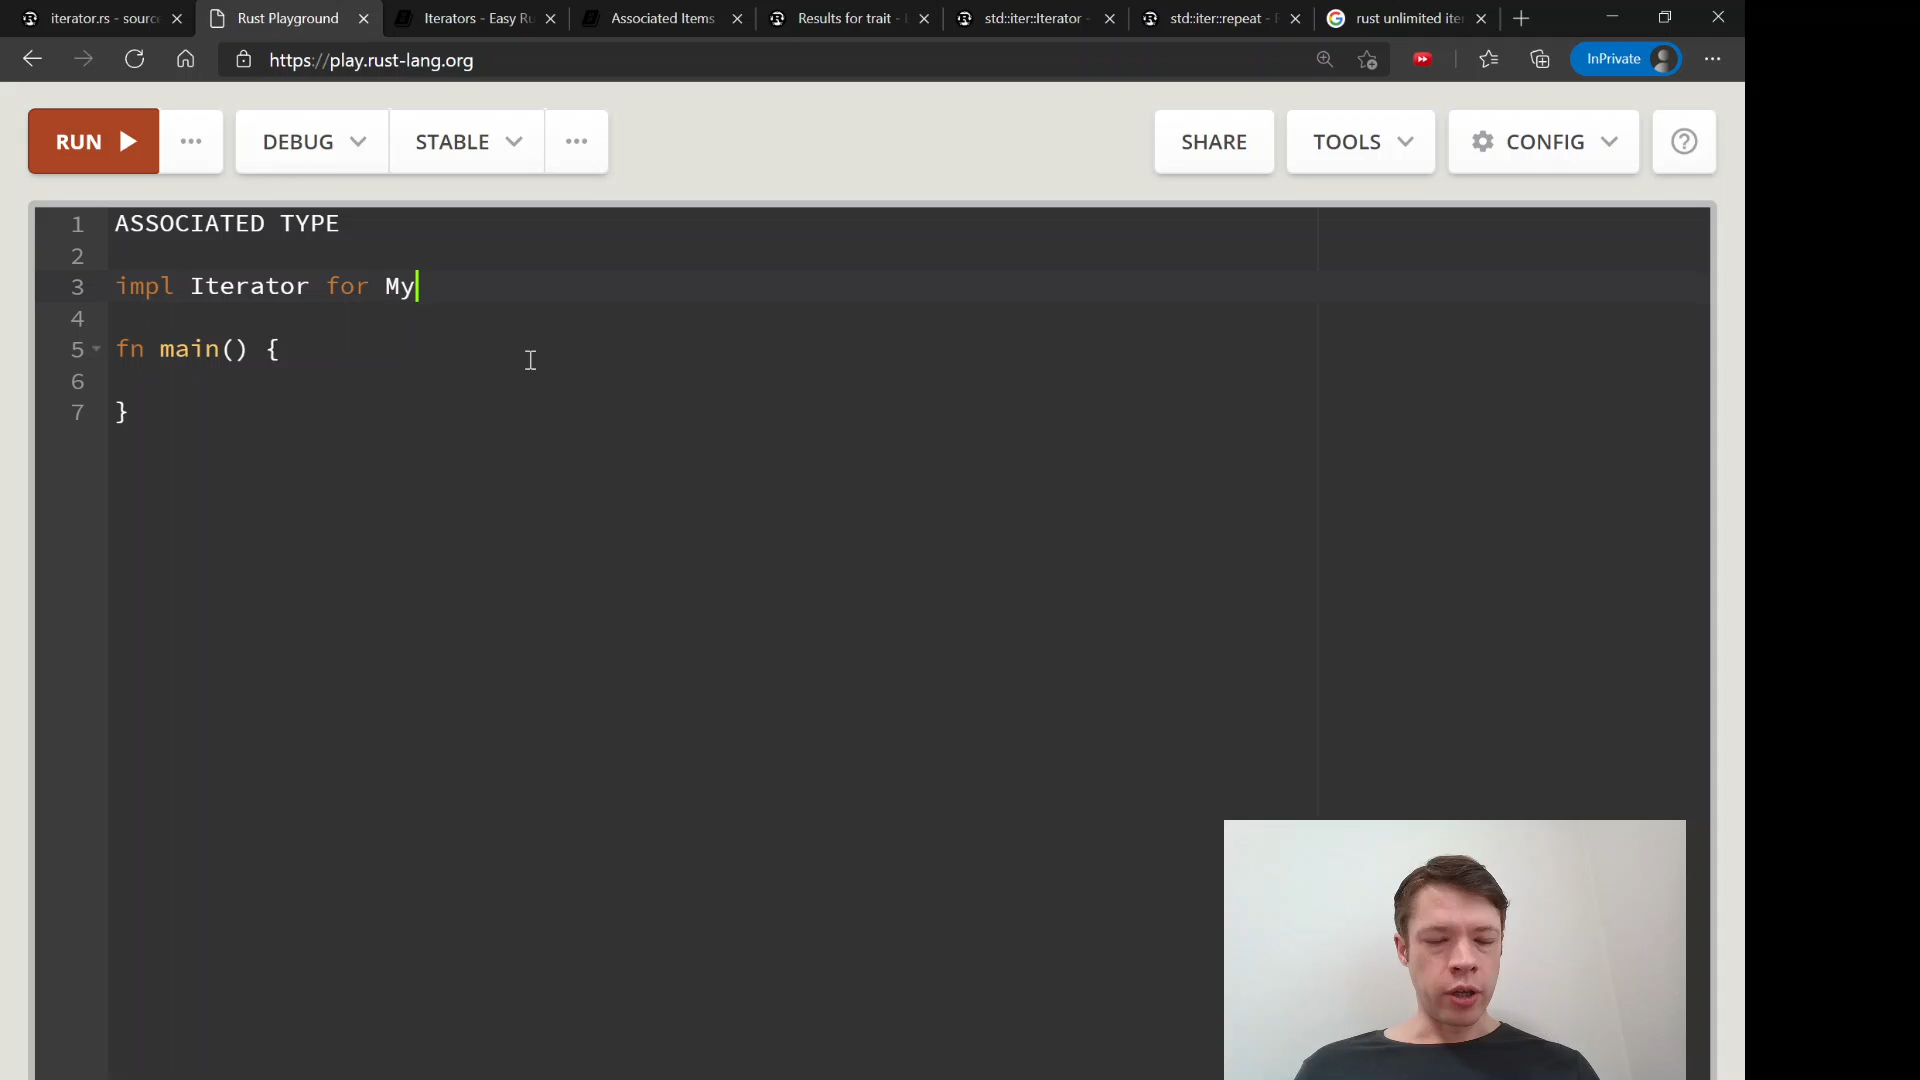 iterator.rs - source
Rust Playground
Iterators - Easy Ru
Associated Items
Results for trait -
std::iter::Iterator -
std::iter::repeat -
rust unlimited ite
https://play.rust-lang.org
InPrivate
RUN
DEBUG
STABLE
SHARE
TOOLS
CONFIG
1 ASSOCIATED TYPE
2
3 impl Iterator for My
4
5 fn main() {
6
7 }